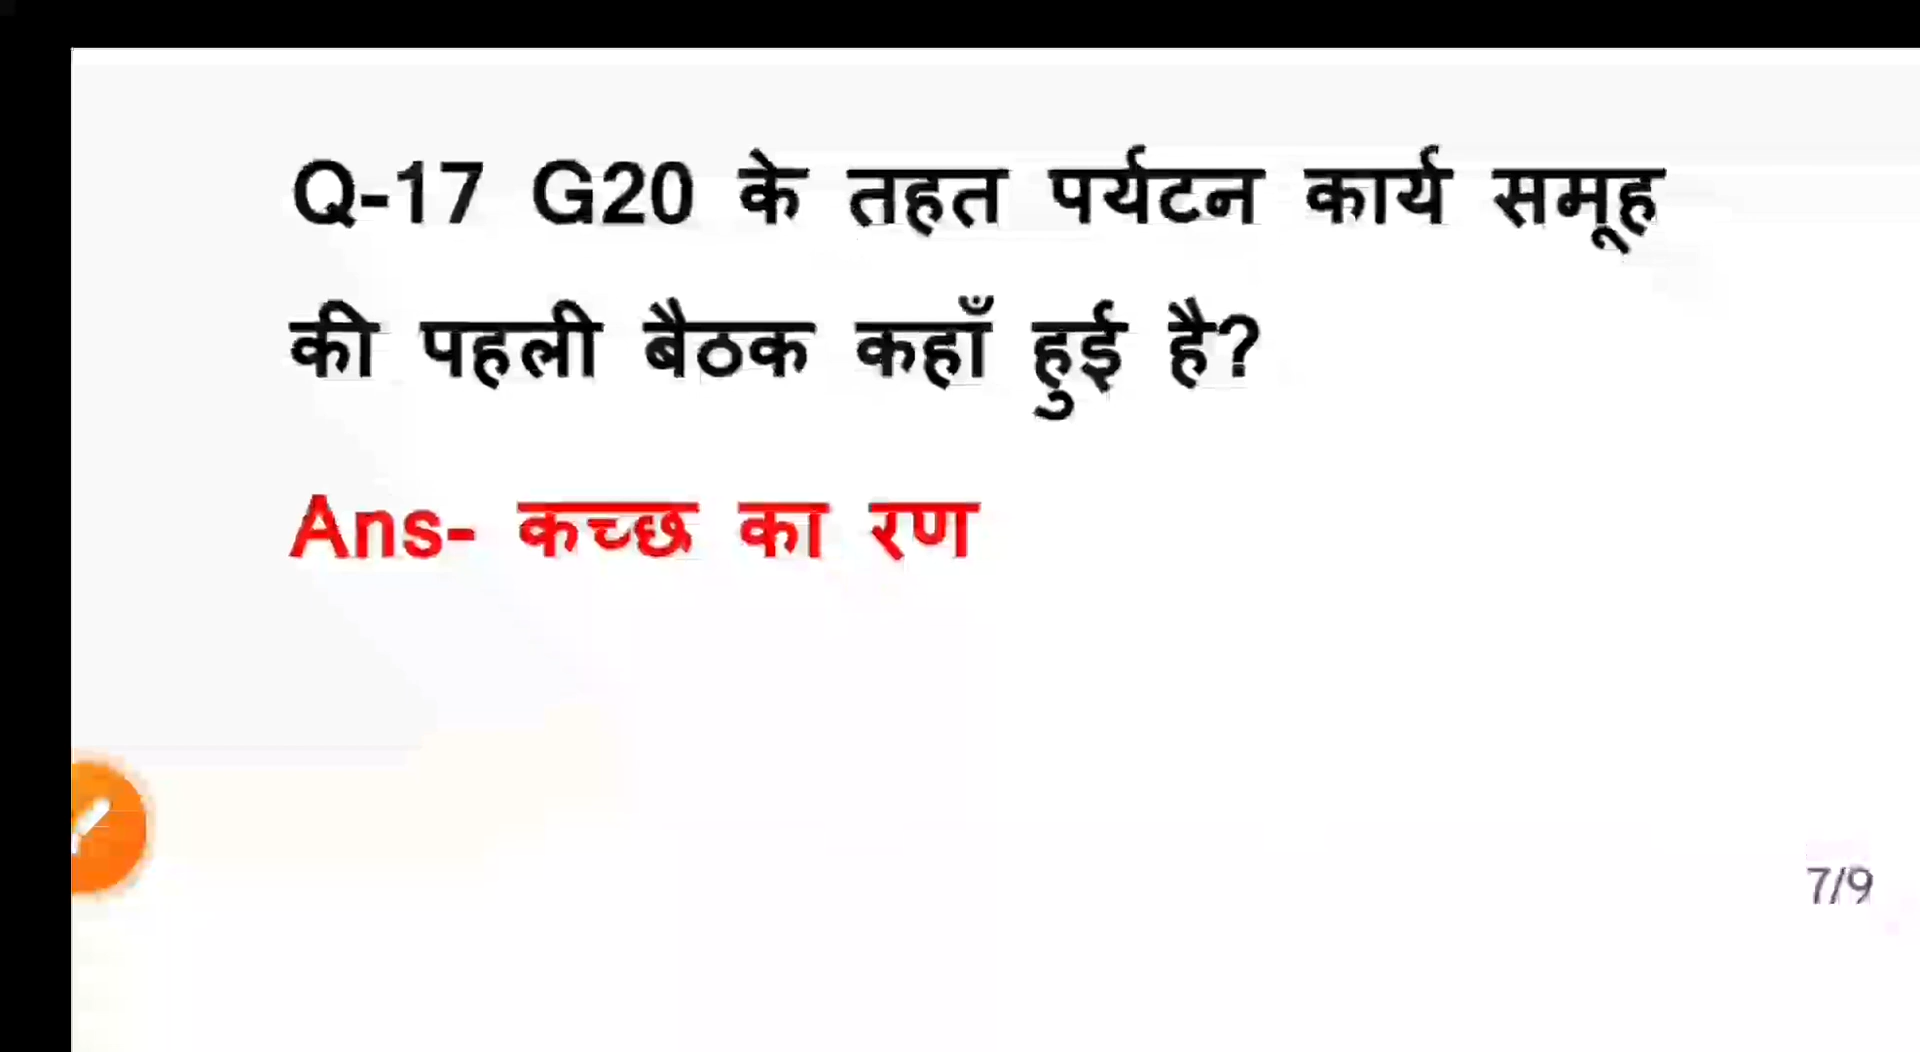 Q-17 G20 के तहत पर्यटन कार्य समूह
की पहली बैठक कहाँ हुई है?
Ans- कच्छ का रण
7/9